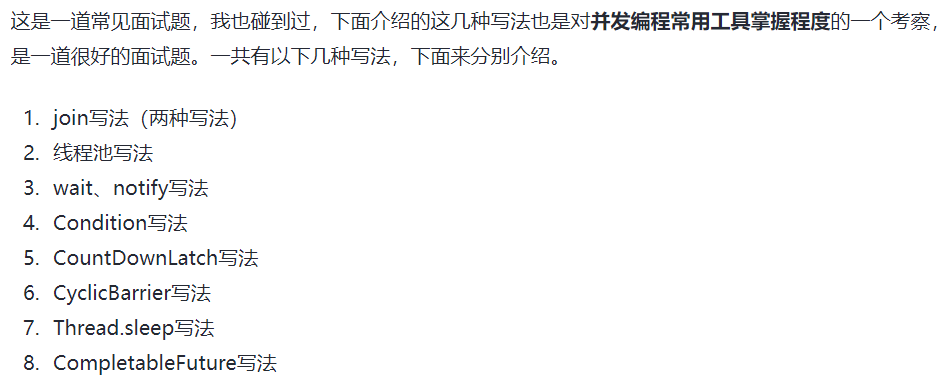 这是一道常见面试题，我也碰到过，下面介绍的这几种写法也是对并发编程常用工具掌握程度的一个考察，
是一道很好的面试题。一共有以下几种写法，下面来分别介绍。
1. join写法（两种写法）
2. 线程池写法
3. wait、notify写法
4. Condition写法
5. CountDownLatch写法
6. CyclicBarrier写法
7. Thread.sleep写法
8. CompletableFuture写法